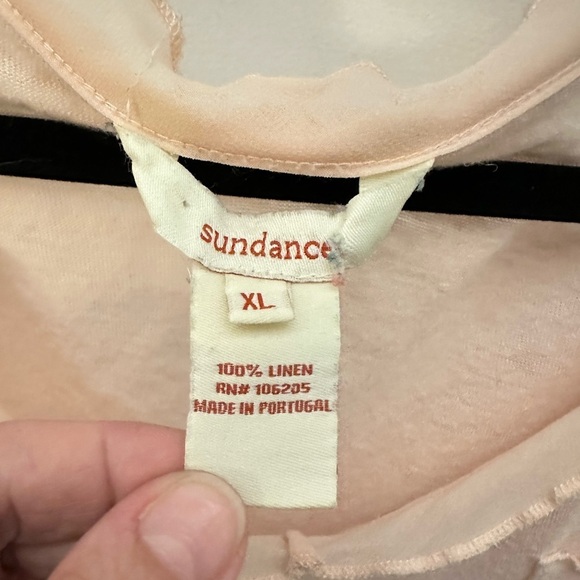 sundance
XL
100% LINEN
RN# 106205
MADE IN PORTUGAL